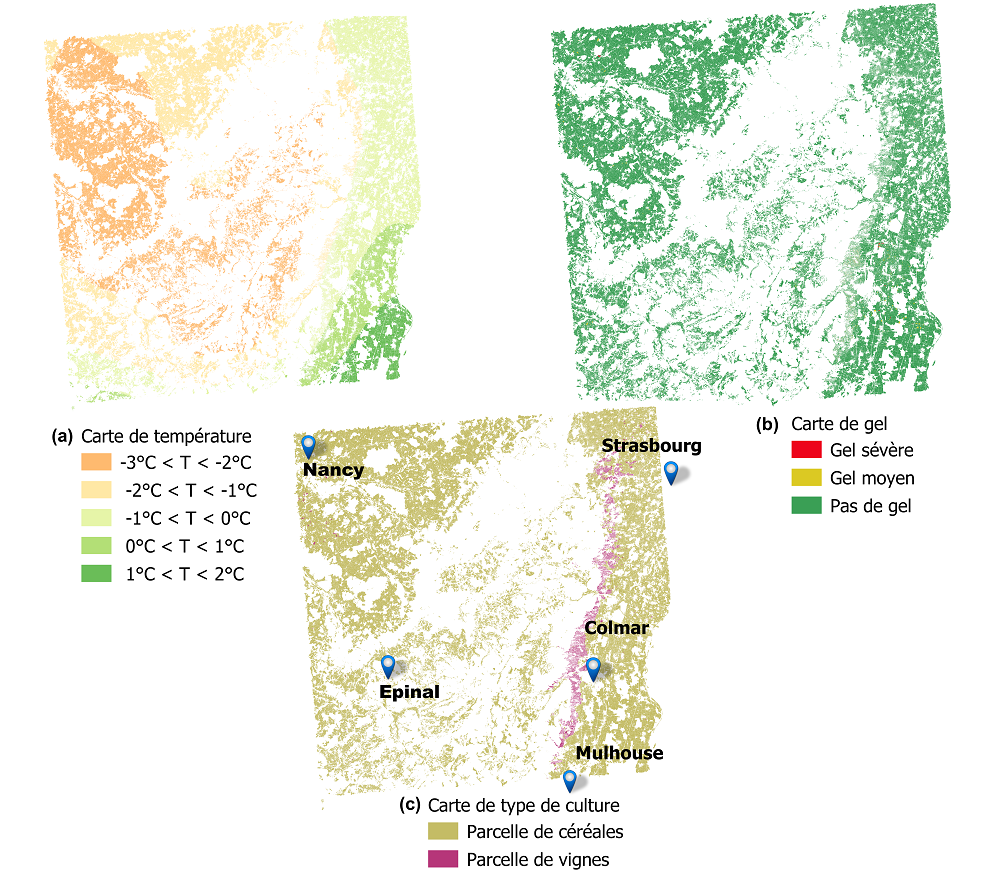 (a) Carte de température
-3°C < T < -2°C
-2°C < T < -1°C
-1°C < T < 0°C
0°C < T < 1°C
1°C < T < 2°C
(b) Carte de gel
Gel sévère
Gel moyen
Pas de gel
Nancy
Strasbourg
Colmar
Epinal
Mulhouse
(c) Carte de type de culture
Parcelle de céréales
Parcelle de vignes